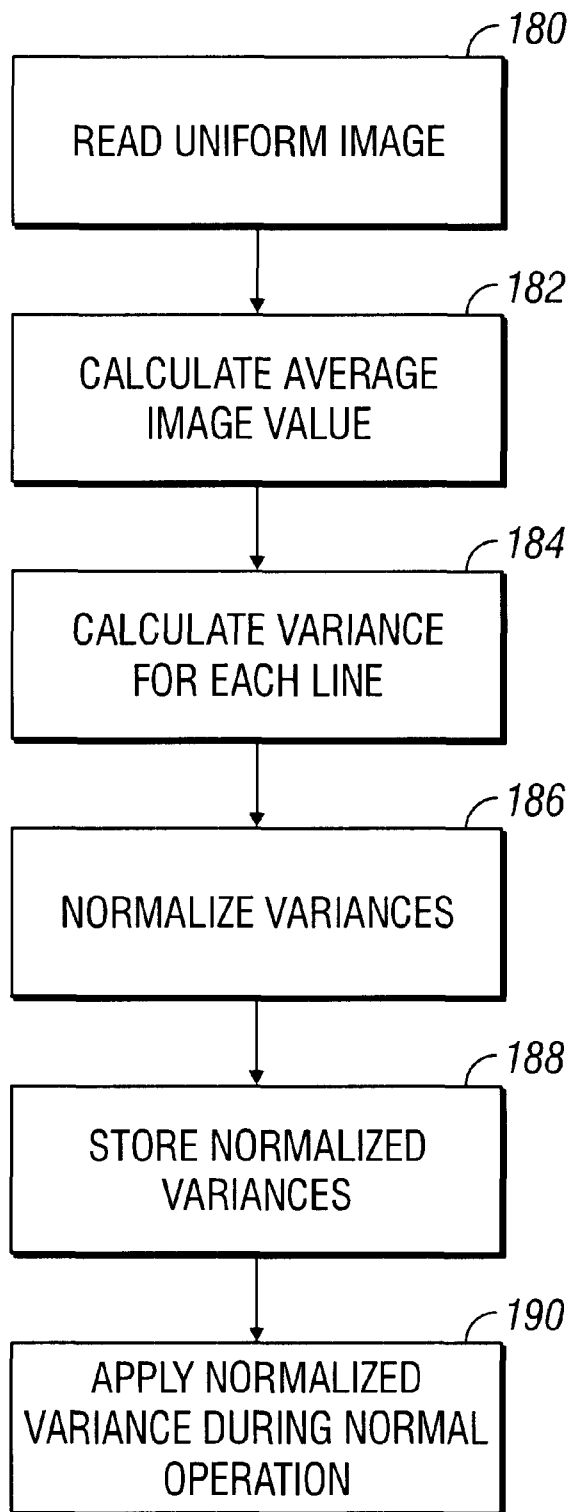 180
READ UNIFORM IMAGE
182
CALCULATE AVERAGE
IMAGE VALUE
184
CALCULATE VARIANCE
FOR EACH LINE
186
NORMALIZE VARIANCES
188
STORE NORMALIZED
VARIANCES
190
APPLY NORMALIZED
VARIANCE DURING NORMAL
OPERATION